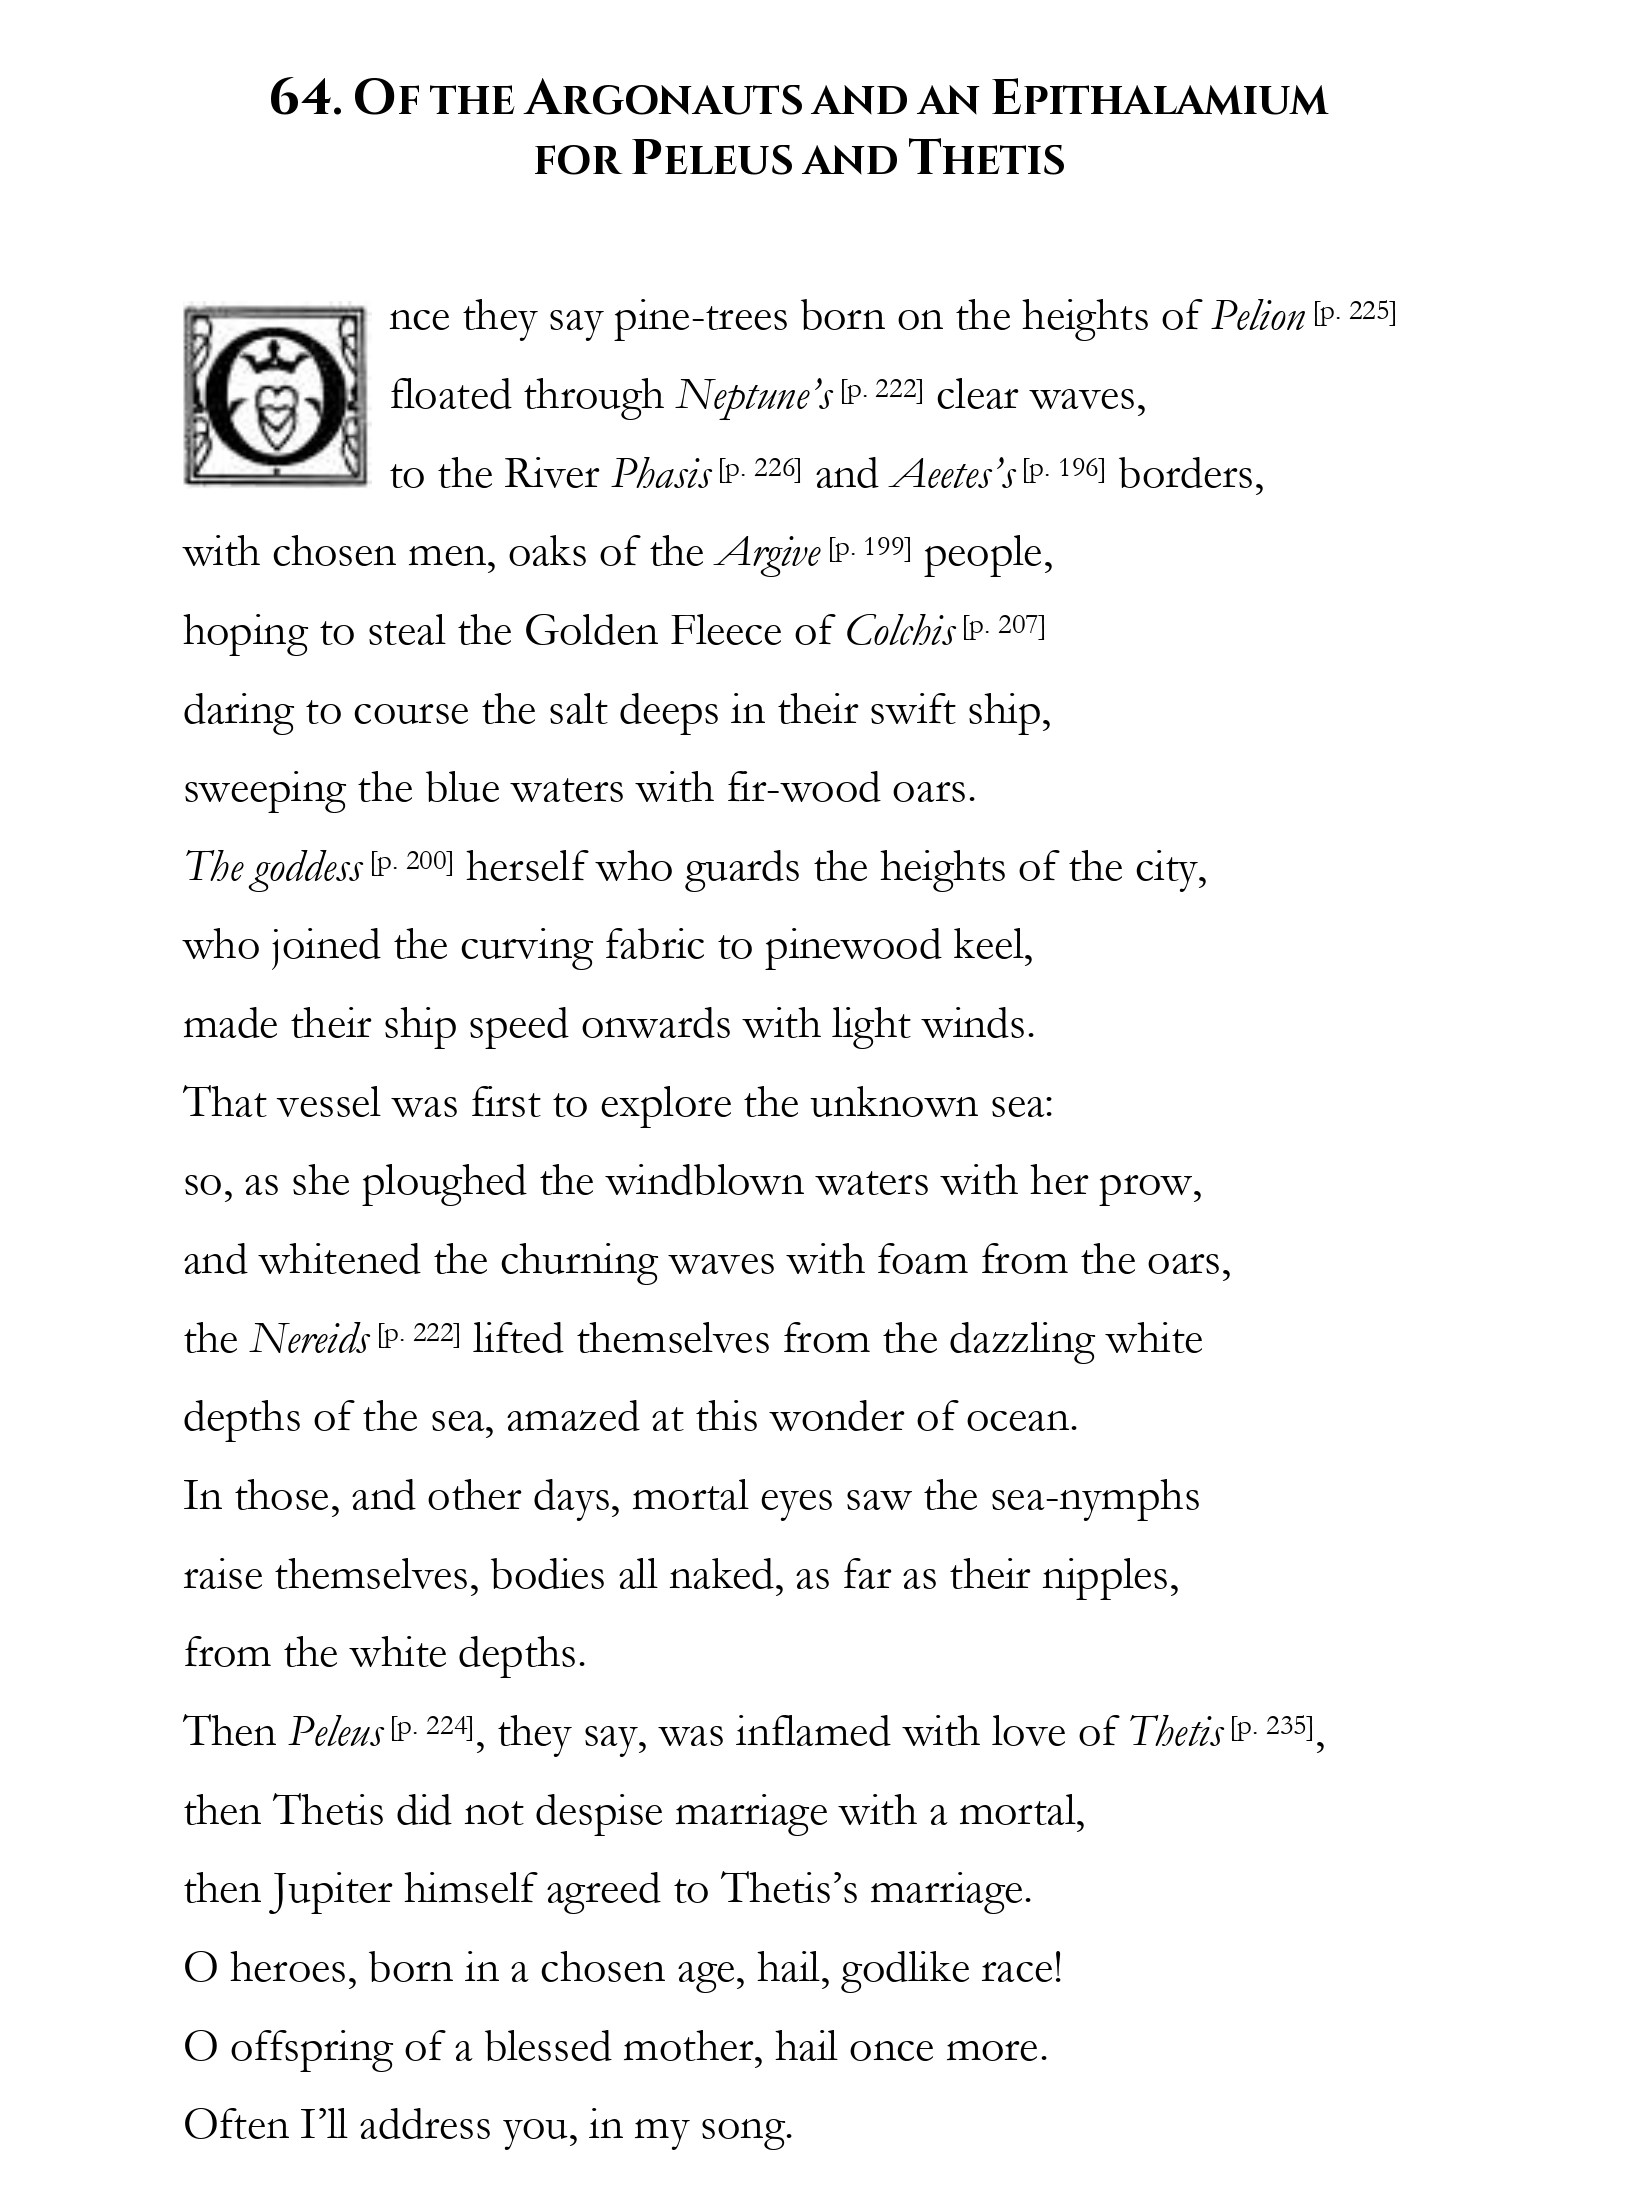 64. Of the Argonauts and an Epithalamium
for Peleus and Thetis
Once they say pine-trees born on the heights of Pelion [p. 225]
floated through Neptune’s [p. 222] clear waves,
to the River Phasis [p. 226] and Aeetes’s [p. 196] borders,
with chosen men, oaks of the Argive [p. 199] people,
hoping to steal the Golden Fleece of Colchis [p. 207]
daring to course the salt deeps in their swift ship,
sweeping the blue waters with fir-wood oars.
The goddess [p. 200] herself who guards the heights of the city,
who joined the curving fabric to pinewood keel,
made their ship speed onwards with light winds.
That vessel was first to explore the unknown sea:
so, as she ploughed the windblown waters with her prow,
and whitened the churning waves with foam from the oars,
the Nereids [p. 222] lifted themselves from the dazzling white
depths of the sea, amazed at this wonder of ocean.
In those, and other days, mortal eyes saw the sea-nymphs
raise themselves, bodies all naked, as far as their nipples,
from the white depths.
Then Peleus [p. 224], they say, was inflamed with love of Thetis [p. 235],
then Thetis did not despise marriage with a mortal,
then Jupiter himself agreed to Thetis’s marriage.
O heroes, born in a chosen age, hail, godlike race!
O offspring of a blessed mother, hail once more.
Often I’ll address you, in my song.